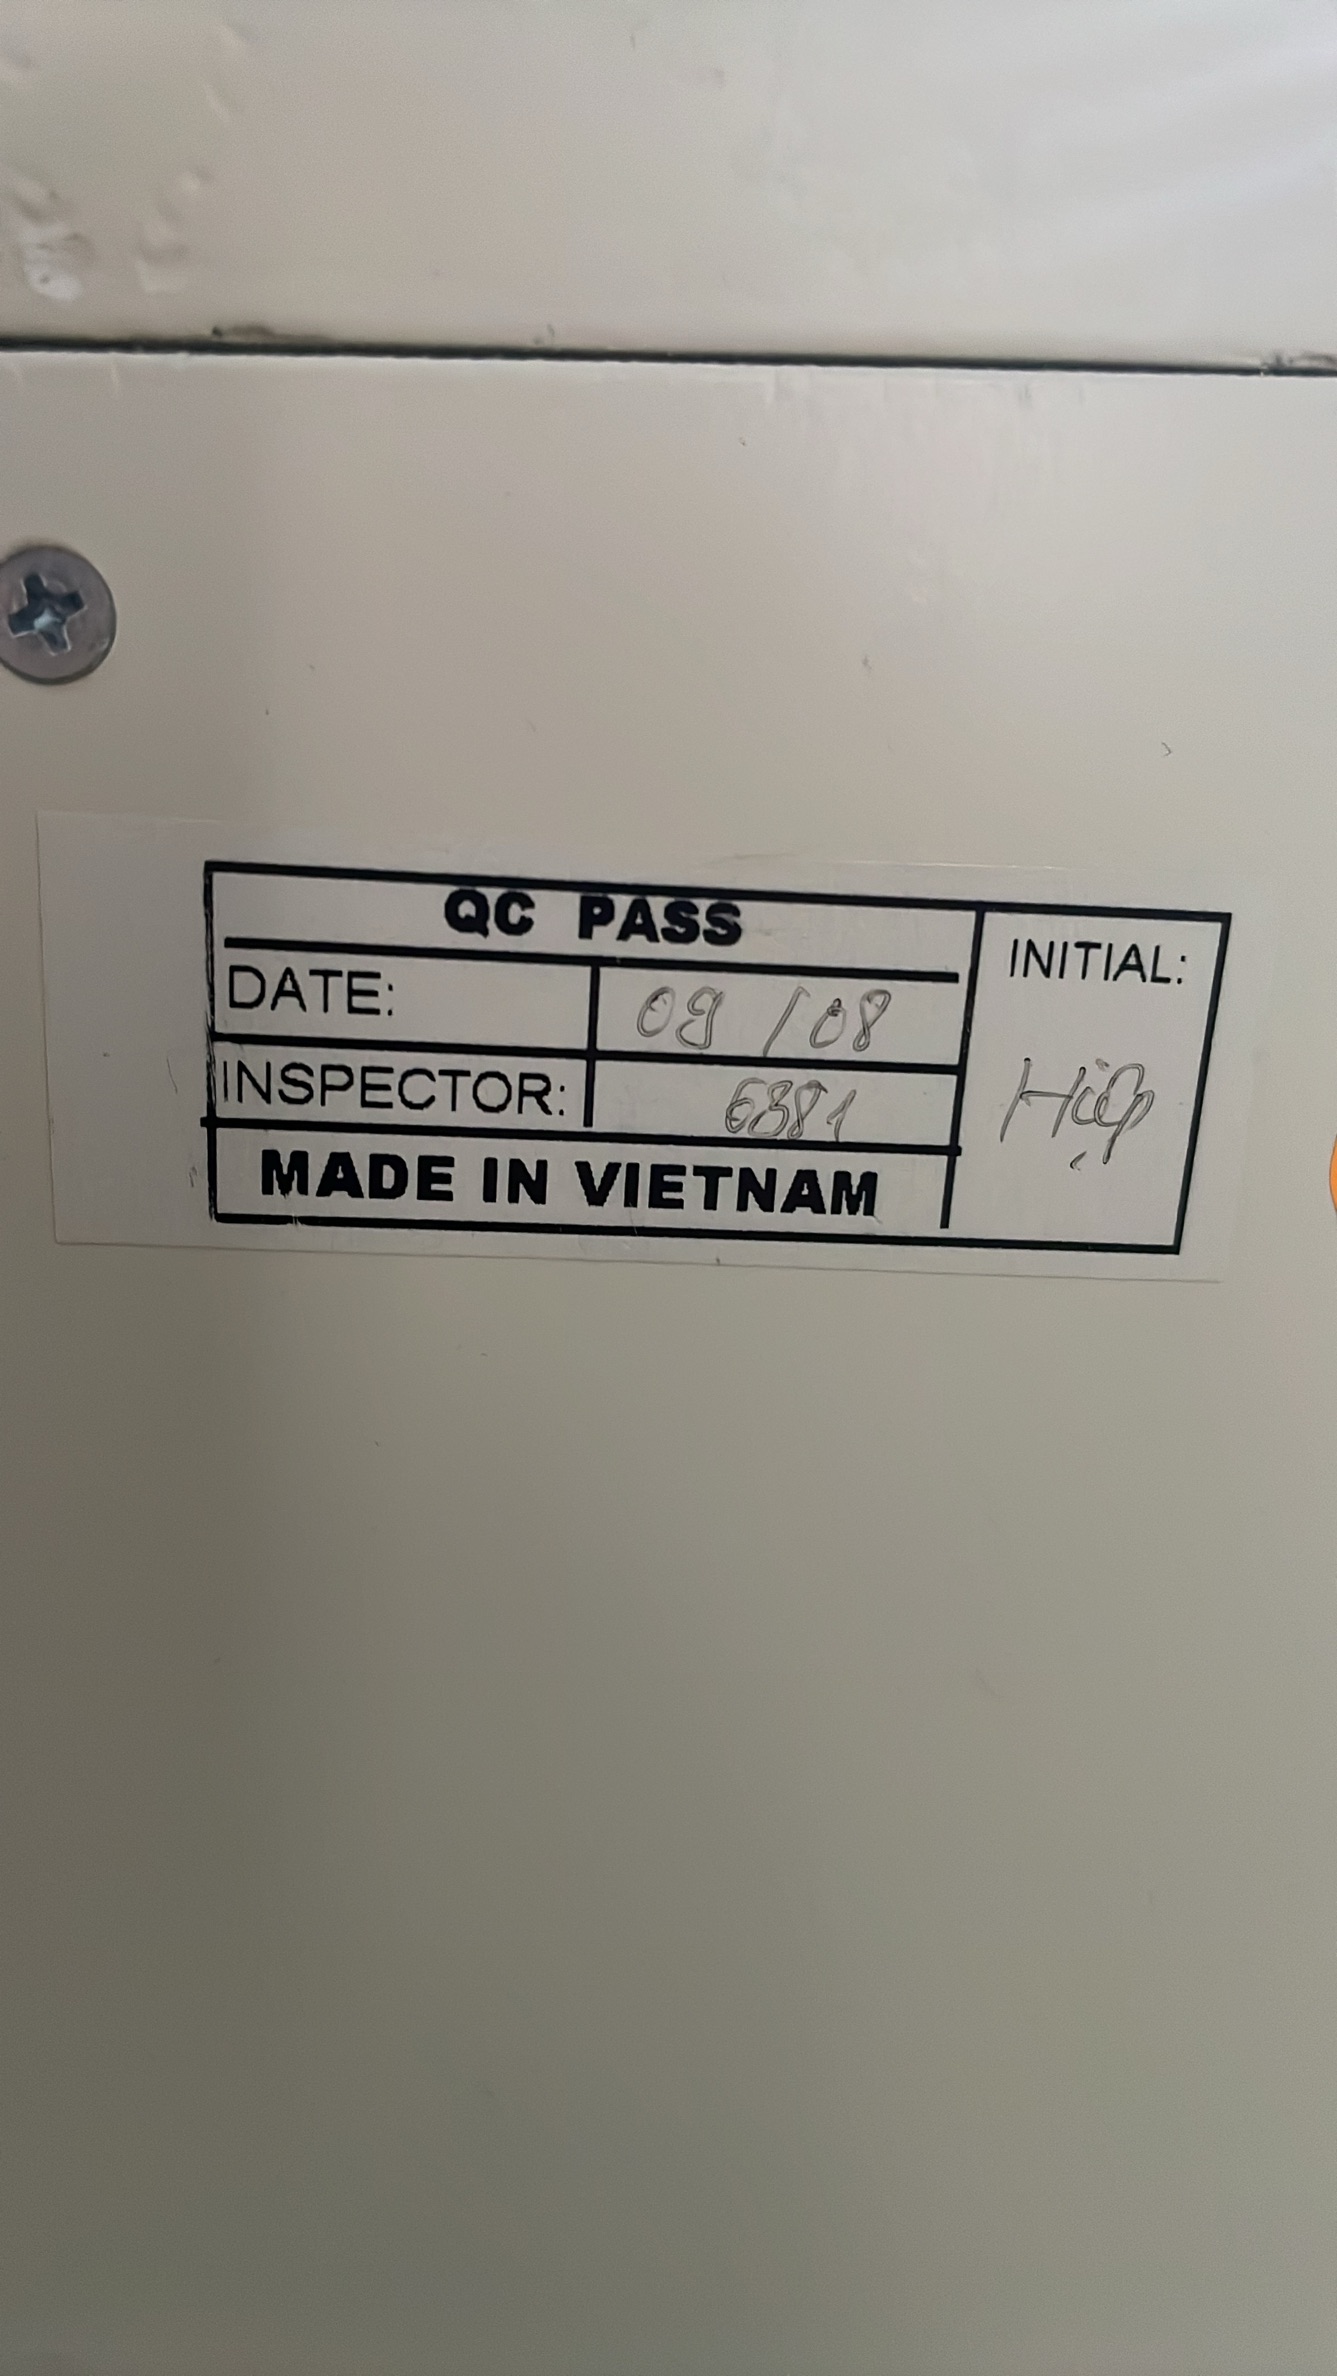 QC PASS
DATE: 09 / 08
INSPECTOR: 6381
MADE IN VIETNAM
INITIAL:
Hiệp